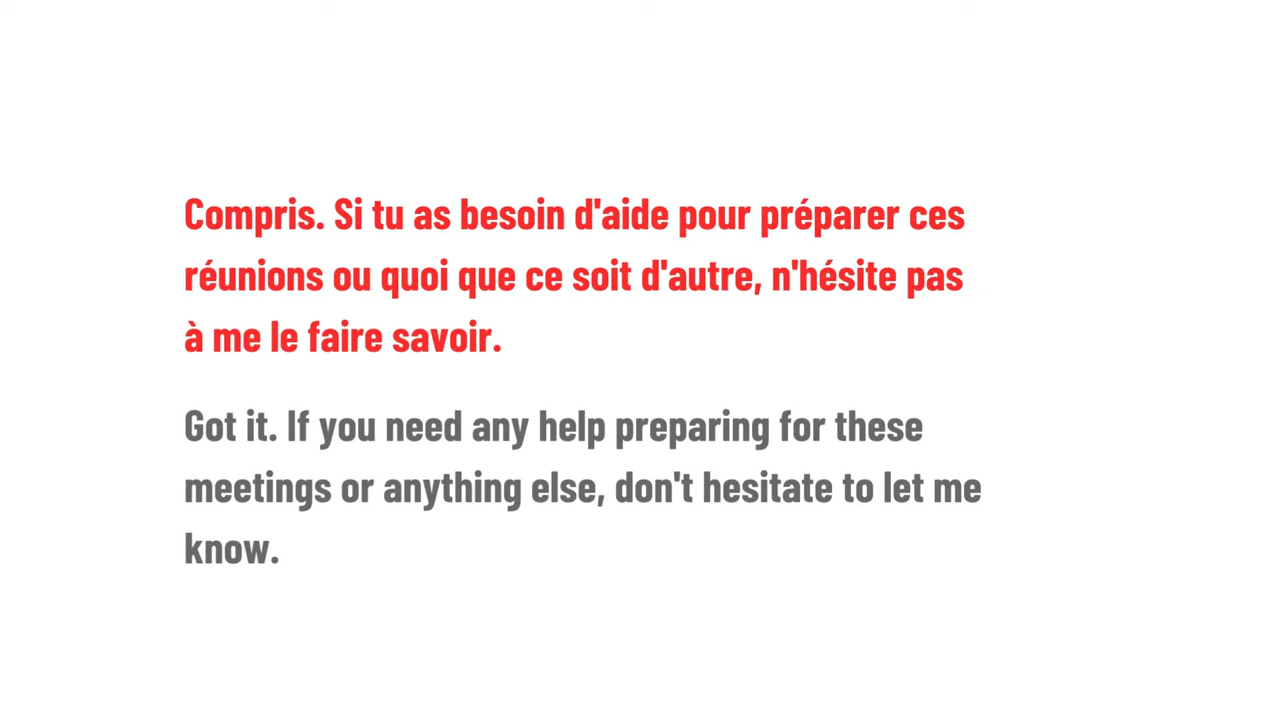 Compris. Si tu as besoin d'aide pour préparer ces
réunions ou quoi que ce soit d'autre, n'hésite pas
à me le faire savoir.
Got it. If you need any help preparing for these
meetings or anything else, don't hesitate to let me
know.